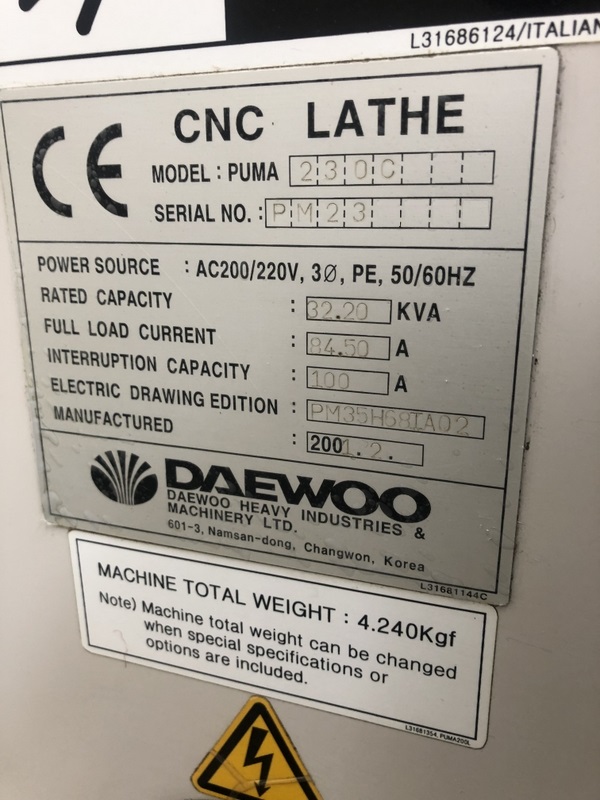 L31686124/ITALIAN
CE
CNC LATHE
MODEL : PUMA 230C
SERIAL NO. : PM23
POWER SOURCE : AC200/220V, 3Ø, PE, 50/60HZ
RATED CAPACITY : 32.20 KVA
FULL LOAD CURRENT : 84.50 A
INTERRUPTION CAPACITY : 100 A
ELECTRIC DRAWING EDITION : PM35H68IA02
MANUFACTURED : 2001.2.
DAEWOO
DAEWOO HEAVY INDUSTRIES &
MACHINERY LTD.
601-3, Namsan-dong, Changwon, Korea
L31681144C
MACHINE TOTAL WEIGHT : 4.240Kgf
Note) Machine total weight can be changed
when special specifications or
options are included.
L31681354, PUMA200L